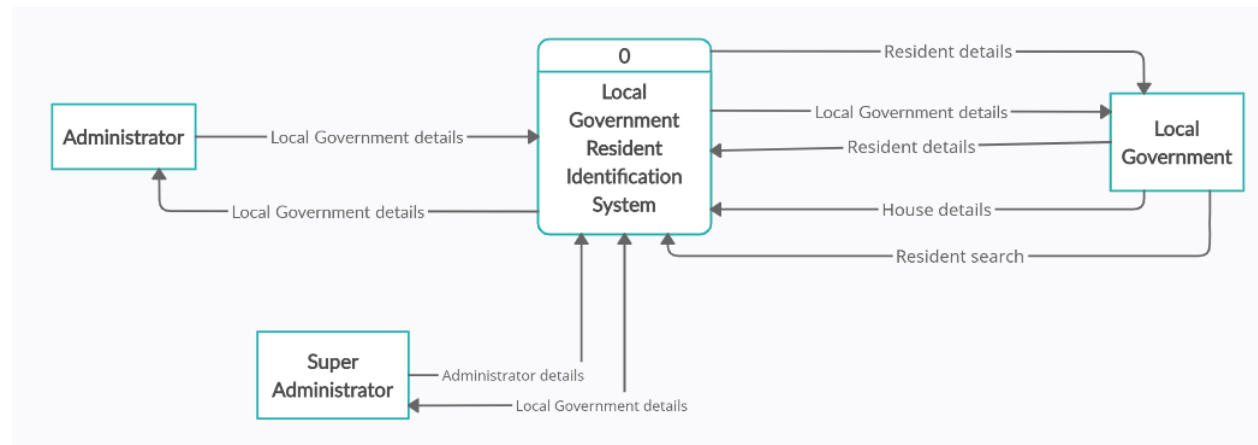 0
Local
Government
Resident
Identification
System
Administrator
Local Government details
Local Government details
Resident details
Local Government details
Resident details
House details
Resident search
Local
Government
Super
Administrator
Administrator details
Local Government details